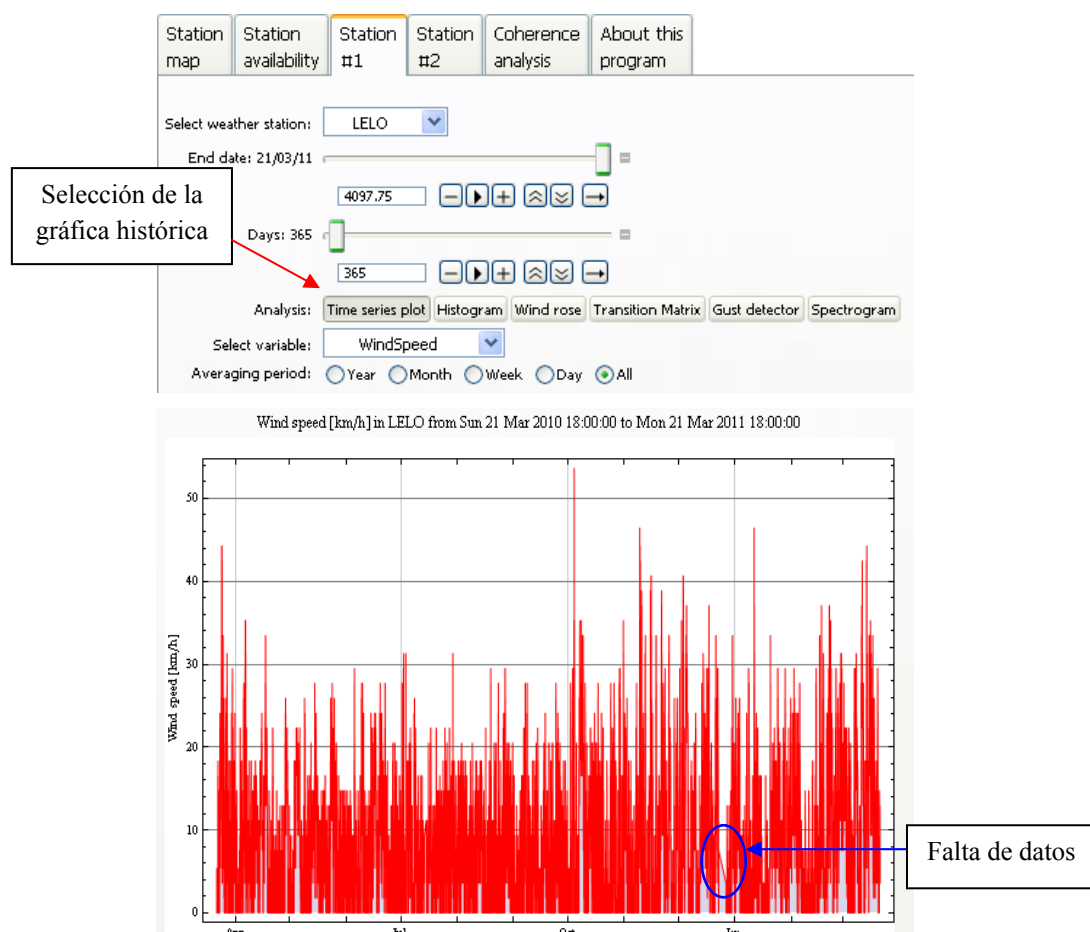 Station map
Station availability
Station #1
Station #2
Coherence analysis
About this program
Select weather station: LELO
End date: 21/03/11
4097.75
Selección de la
gráfica histórica
Days: 365
365
Analysis: Time series plot Histogram Wind rose Transition Matrix Gust detector Spectrogram
Select variable: WindSpeed
Averaging period: Year Month Week Day All
Wind speed [km/h] in LELO from Sun 21 Mar 2010 18:00:00 to Mon 21 Mar 2011 18:00:00
Wind speed [km/h]
50
40
30
20
10
0
Falta de datos